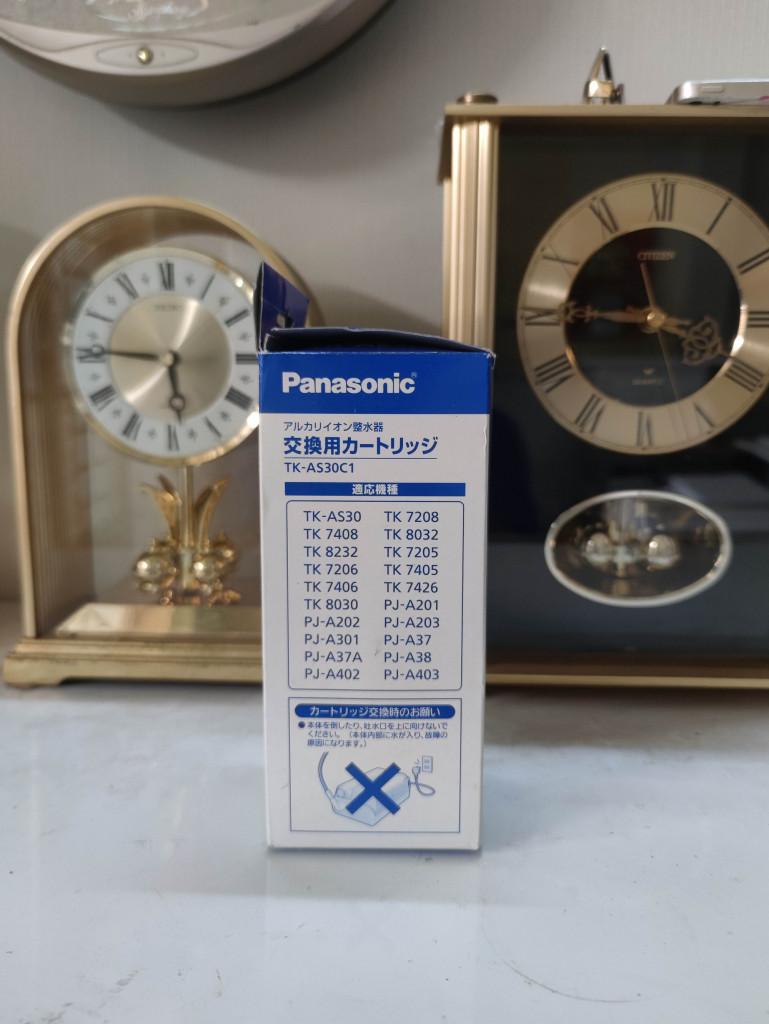 Panasonic®
アルカリイオン整水器
交換用カートリッジ
TK-AS30C1
適応機種
TK-AS30 TK 7208
TK 7408 TK 8032
TK 8232 TK 7205
TK 7206 TK 7405
TK 7406 TK 7426
TK 8030 PJ-A201
PJ-A202 PJ-A203
PJ-A301 PJ-A37
PJ-A37A PJ-A38
PJ-A402 PJ-A403
カートリッジ交換時のお願い
●本体を倒したり、吐水口を上に向けないで
ください。(本体内部に水が入り、故障の
原因になります。)
SEIKO
CITIZEN
QUARTZ